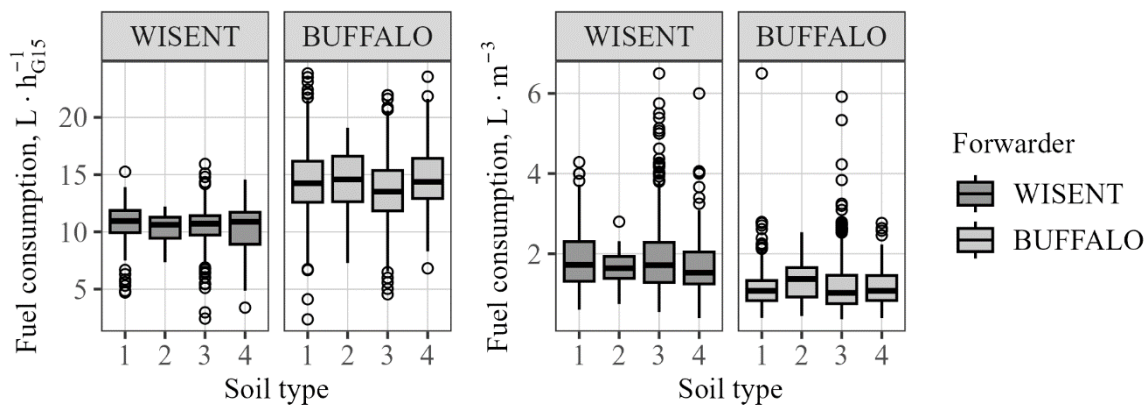 WISENT BUFFALO
Fuel consumption, L · h⁻¹G15
20
15
10
5
1 2 3 4 1 2 3 4
Soil type
WISENT BUFFALO
Fuel consumption, L · m⁻³
6
4
2
1 2 3 4 1 2 3 4
Soil type
Forwarder
WISENT
BUFFALO